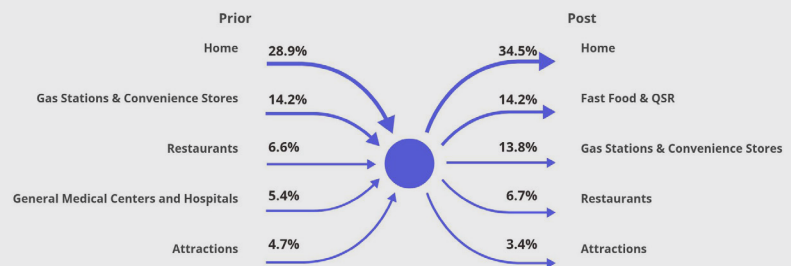 Prior
Post
Home 28.9%
34.5% Home
Gas Stations & Convenience Stores 14.2%
14.2% Fast Food & QSR
Restaurants 6.6%
13.8% Gas Stations & Convenience Stores
General Medical Centers and Hospitals 5.4%
6.7% Restaurants
Attractions 4.7%
3.4% Attractions